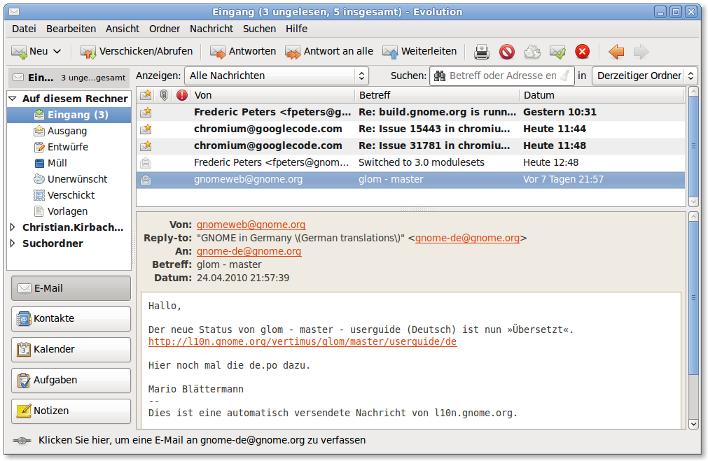 Eingang (3 ungelesen, 5 insgesamt) - Evolution
Datei Bearbeiten Ansicht Ordner Nachricht Suchen Hilfe
Neu Verschicken/Abrufen Antworten Antwort an alle Weiterleiten
Ein... 3 unge...gesamt Anzeigen: Alle Nachrichten Suchen: Betreff oder Adresse en in Derzeitiger Ordner
Auf diesem Rechner
Eingang (3)
Ausgang
Entwürfe
Müll
Unerwünscht
Verschickt
Vorlagen
Christian.Kirbach...
Suchordner
E-Mail
Kontakte
Kalender
Aufgaben
Notizen
Von Betreff Datum
Frederic Peters <fpeters@g... Re: build.gnome.org is runn... Gestern 10:31
chromium@googlecode.com Re: Issue 15443 in chromiu... Heute 11:44
chromium@googlecode.com Re: Issue 31781 in chromiu... Heute 11:48
Frederic Peters <fpeters@gnom... Switched to 3.0 modulesets Heute 12:48
gnomeweb@gnome.org glom - master Vor 7 Tagen 21:57
Von: gnomeweb@gnome.org
Reply-to: "GNOME in Germany \(German translations\)" <gnome-de@gnome.org>
An: gnome-de@gnome.org
Betreff: glom - master
Datum: 24.04.2010 21:57:39
Hallo,
Der neue Status von glom - master - userguide (Deutsch) ist nun »Übersetzt«.
http://l10n.gnome.org/vertimus/glom/master/userguide/de
Hier noch mal die de.po dazu.
Mario Blättermann
--
Dies ist eine automatisch versendete Nachricht von l10n.gnome.org.
Klicken Sie hier, um eine E-Mail an gnome-de@gnome.org zu verfassen